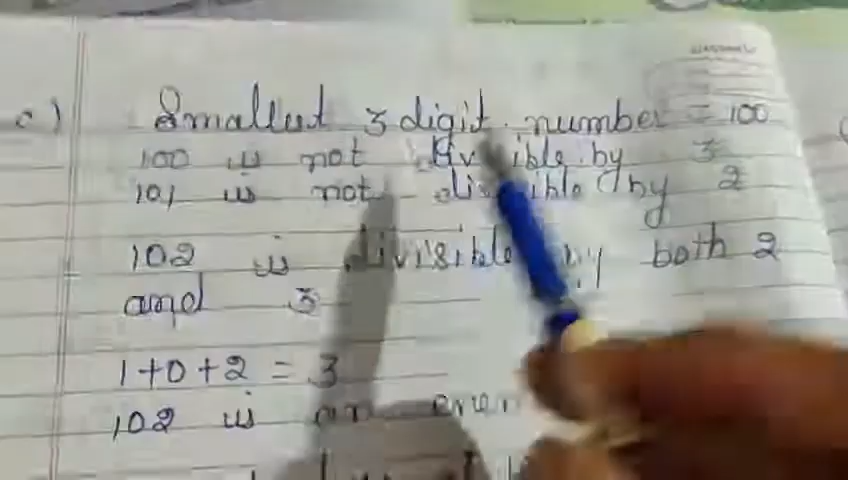 c) Smallest 3 digit number = 100
100 is not divisible by 3
101 is not divisible by 2
102 is divisible by both 2
and 3
1+0+2 = 3
102 is an even